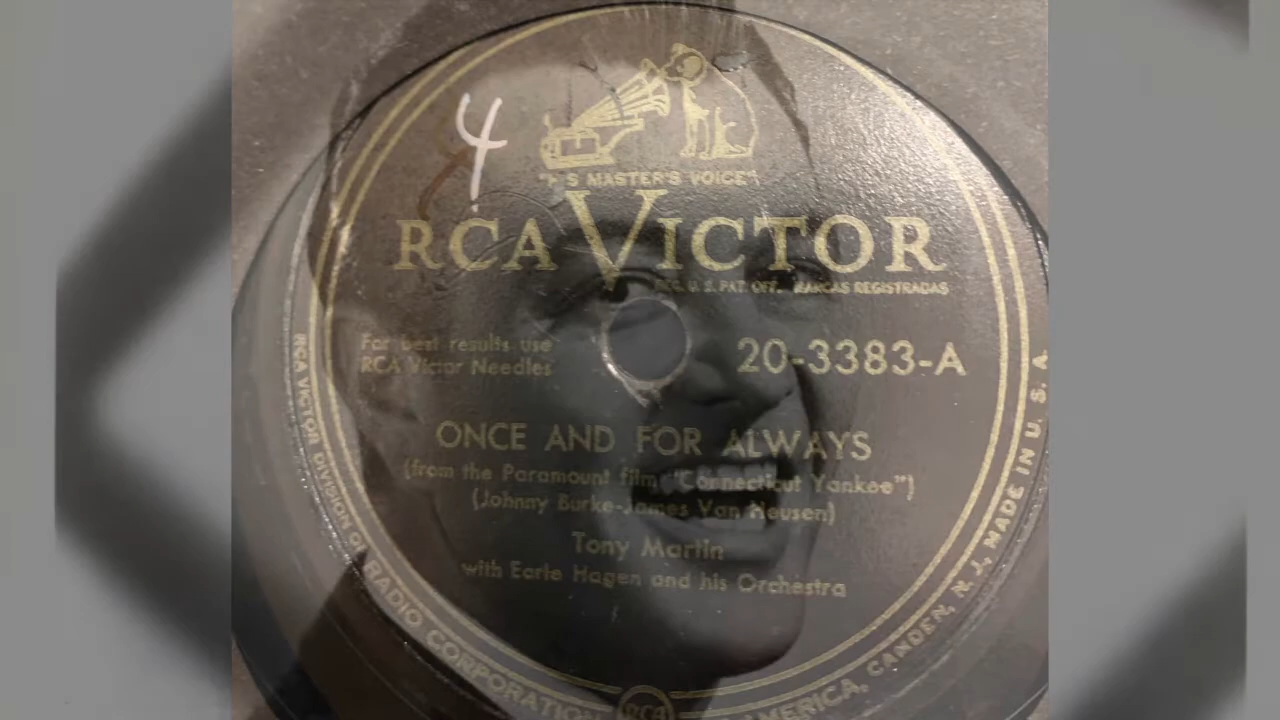 4
"HIS MASTER'S VOICE"
RCA VICTOR
REG. U. S. PAT. OFF. MARCAS REGISTRADAS
For best results use
RCA Victor Needles
20-3383-A
ONCE AND FOR ALWAYS
(from the Paramount film "Connecticut Yankee")
(Johnny Burke-James Van Heusen)
Tony Martin
with Earle Hagen and his Orchestra
RCA VICTOR DIVISION OF RADIO CORPORATION
RCA
AMERICA, CAMDEN, N. J., MADE IN U. S. A.